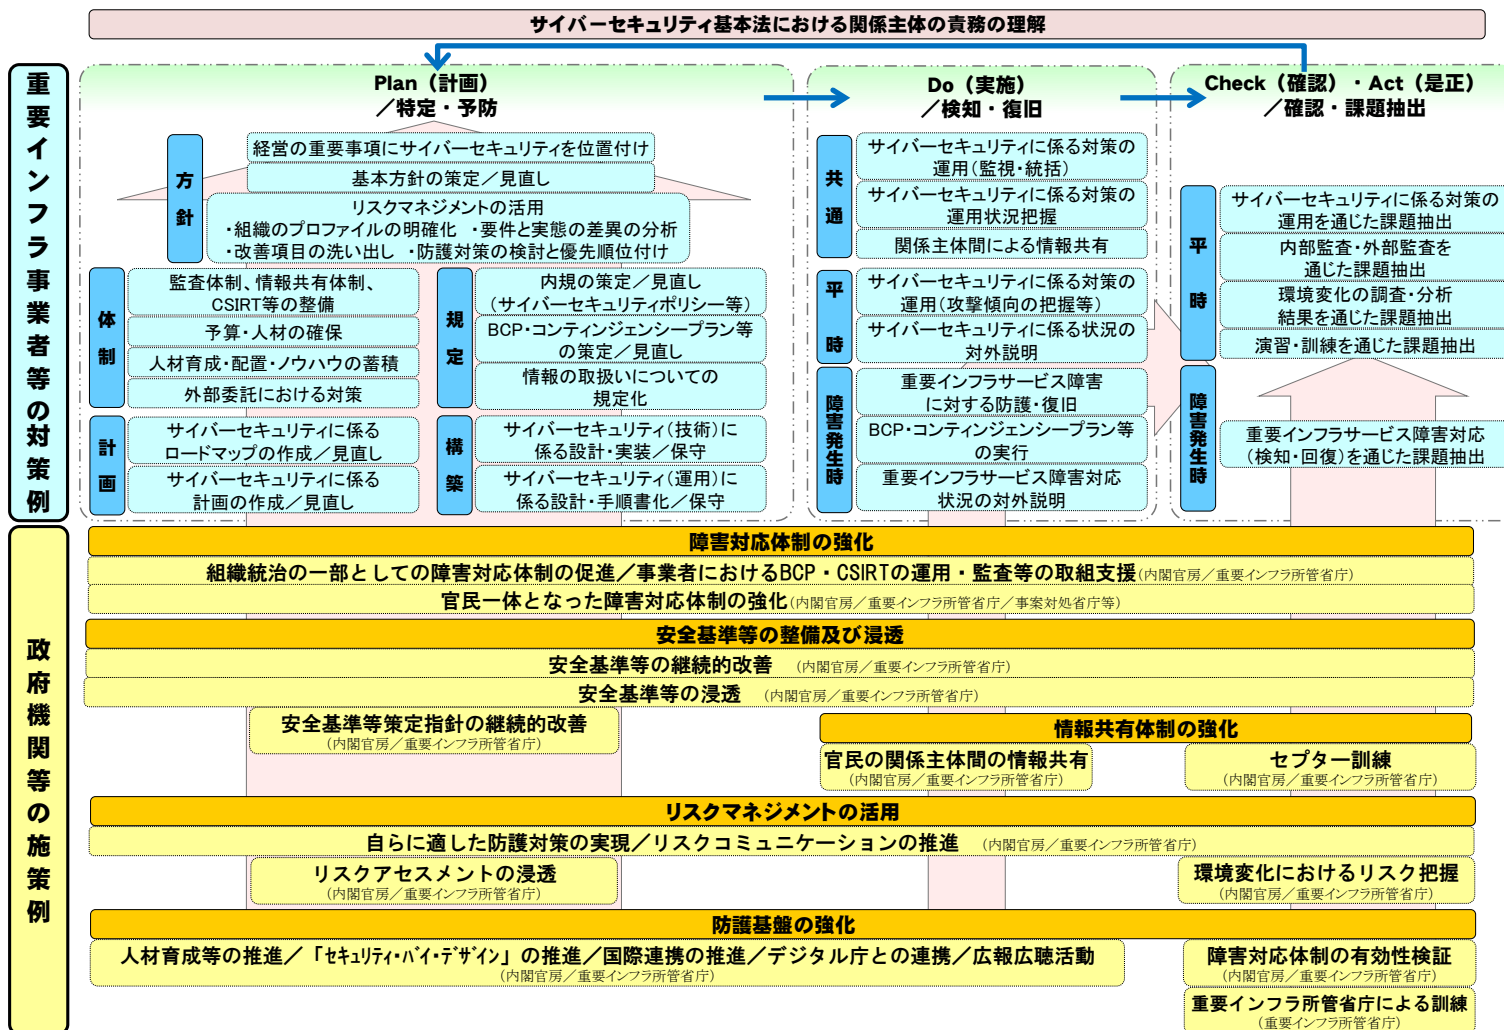 サイバーセキュリティ基本法における関係主体の責務の理解
重要インフラ事業者等の対策例
Plan（計画）
／特定・予防
方針
経営の重要事項にサイバーセキュリティを位置付け
基本方針の策定／見直し
リスクマネジメントの活用
・組織のプロファイルの明確化　・要件と実態の差異の分析
・改善項目の洗い出し　・防護対策の検討と優先順位付け
体制
監査体制、情報共有体制、
CSIRT等の整備
予算・人材の確保
人材育成・配置・ノウハウの蓄積
外部委託における対策
規定
内規の策定／見直し
（サイバーセキュリティポリシー等）
BCP・コンティンジェンシープラン等
の策定／見直し
情報の取扱いについての
規定化
計画
サイバーセキュリティに係る
ロードマップの作成／見直し
サイバーセキュリティに係る
計画の作成／見直し
構築
サイバーセキュリティ（技術）に
係る設計・実装／保守
サイバーセキュリティ（運用）に
係る設計・手順書化／保守
Do（実施）
／検知・復旧
共通
サイバーセキュリティに係る対策の
運用（監視・統括）
サイバーセキュリティに係る対策の
運用状況把握
関係主体間による情報共有
平時
サイバーセキュリティに係る対策の
運用（攻撃傾向の把握等）
サイバーセキュリティに係る状況の
対外説明
障害発生時
重要インフラサービス障害
に対する防護・復旧
BCP・コンティンジェンシープラン等
の実行
重要インフラサービス障害対応
状況の対外説明
Check（確認）・Act（是正）
／確認・課題抽出
平時
サイバーセキュリティに係る対策の
運用を通じた課題抽出
内部監査・外部監査を
通じた課題抽出
環境変化の調査・分析
結果を通じた課題抽出
演習・訓練を通じた課題抽出
障害発生時
重要インフラサービス障害対応
（検知・回復）を通じた課題抽出
政府機関等の施策例
障害対応体制の強化
組織統治の一部としての障害対応体制の促進／事業者におけるBCP・CSIRTの運用・監査等の取組支援（内閣官房／重要インフラ所管省庁）
官民一体となった障害対応体制の強化（内閣官房／重要インフラ所管省庁／事案対処省庁等）
安全基準等の整備及び浸透
安全基準等の継続的改善　（内閣官房／重要インフラ所管省庁）
安全基準等の浸透　（内閣官房／重要インフラ所管省庁）
安全基準等策定指針の継続的改善
（内閣官房／重要インフラ所管省庁）
情報共有体制の強化
官民の関係主体間の情報共有
（内閣官房／重要インフラ所管省庁）
セプター訓練
（内閣官房／重要インフラ所管省庁）
リスクマネジメントの活用
自らに適した防護対策の実現／リスクコミュニケーションの推進　（内閣官房／重要インフラ所管省庁）
リスクアセスメントの浸透
（内閣官房／重要インフラ所管省庁）
環境変化におけるリスク把握
（内閣官房／重要インフラ所管省庁）
防護基盤の強化
人材育成等の推進／「ｾｷｭﾘﾃｨ・ﾊﾞｲ・ﾃﾞｻﾞｲﾝ」の推進／国際連携の推進／デジタル庁との連携／広報広聴活動
（内閣官房／重要インフラ所管省庁）
障害対応体制の有効性検証
（内閣官房／重要インフラ所管省庁）
重要インフラ所管省庁による訓練
（重要インフラ所管省庁）